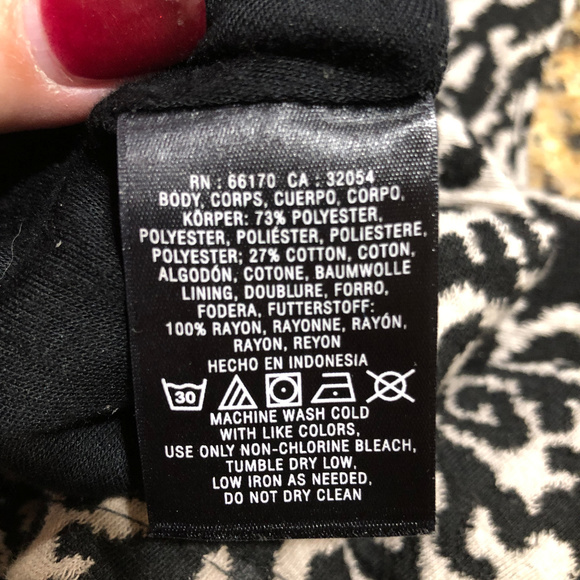 RN : 66170 CA : 32054
BODY, CORPS, CUERPO, CORPO,
KÖRPER: 73% POLYESTER,
POLYESTER, POLIÉSTER, POLIESTERE,
POLYESTER; 27% COTTON, COTON,
ALGODÓN, COTONE, BAUMWOLLE
LINING, DOUBLURE, FORRO,
FODERA, FUTTERSTOFF:
100% RAYON, RAYONNE, RAYÓN,
RAYON, REYON
HECHO EN INDONESIA
30
MACHINE WASH COLD
WITH LIKE COLORS,
USE ONLY NON-CHLORINE BLEACH,
TUMBLE DRY LOW,
LOW IRON AS NEEDED,
DO NOT DRY CLEAN